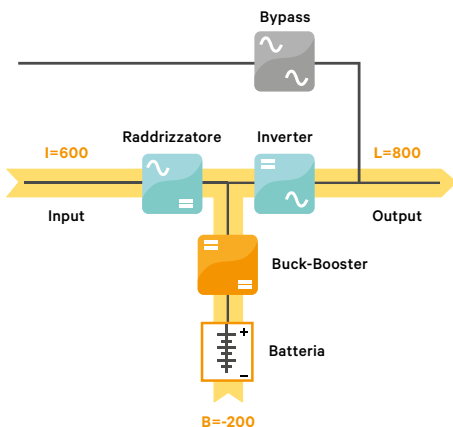 Bypass
Raddrizzatore
Inverter
I=600
L=800
Input
Output
Buck-Booster
+
Batteria
–
B=-200